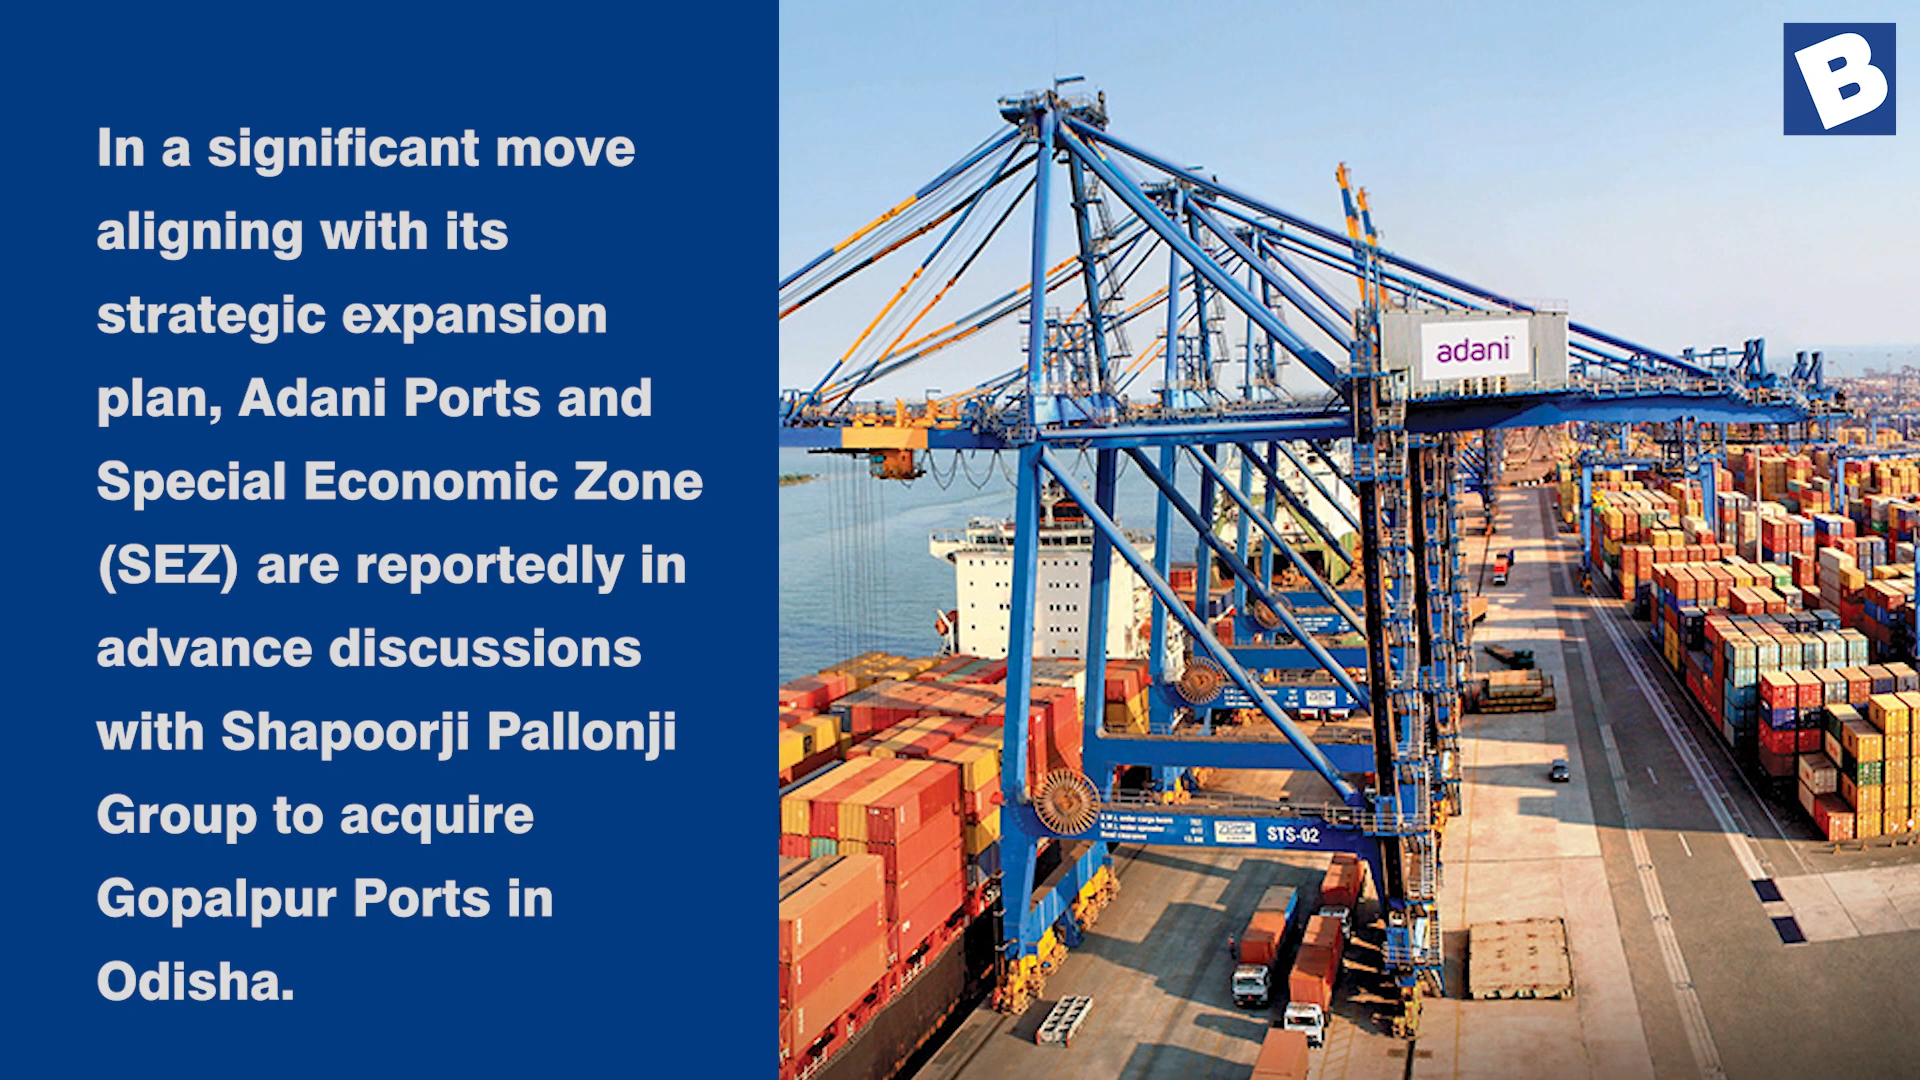 In a significant move
aligning with its
strategic expansion
plan, Adani Ports and
Special Economic Zone
(SEZ) are reportedly in
advance discussions
with Shapoorji Pallonji
Group to acquire
Gopalpur Ports in
Odisha.
B
adani
STS-02